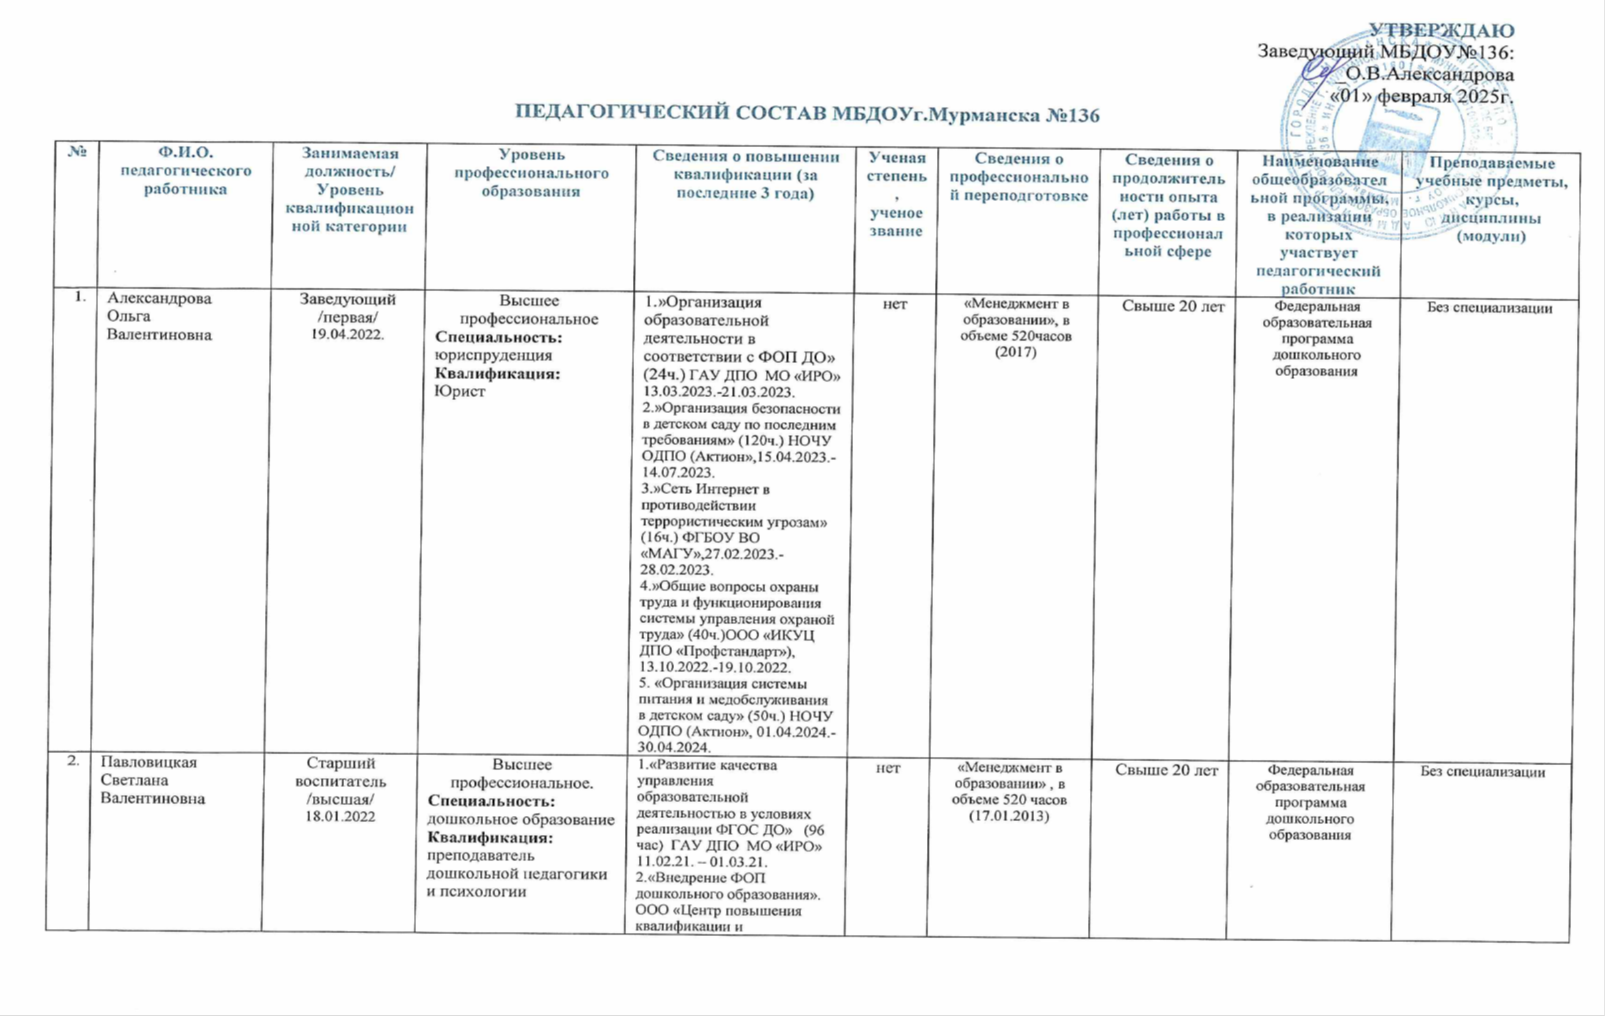 УТВЕРЖДАЮ
Заведующий МБДОУ№136:
_О.В.Александрова
«01» февраля 2025г.
ПЕДАГОГИЧЕСКИЙ СОСТАВ МБДОУг.Мурманска №136
№
Ф.И.О.
педагогического
работника
Занимаемая
должность/
Уровень
квалификацион
ной категории
Уровень
профессионального
образования
Сведения о повышении
квалификации (за
последние 3 года)
Ученая
степень
,
ученое
звание
Сведения о
профессионально
й переподготовке
Сведения о
продолжитель
ности опыта
(лет) работы в
профессионал
ьной сфере
Наименование
общеобразовател
ьной программы,
в реализации
которых
участвует
педагогический
работник
Преподаваемые
учебные предметы,
курсы,
дисциплины
(модули)
1.
Александрова
Ольга
Валентиновна
Заведующий
/первая/
19.04.2022.
Высшее
профессиональное
Специальность:
юриспруденция
Квалификация:
Юрист
1.»Организация
образовательной
деятельности в
соответствии с ФОП ДО»
(24ч.) ГАУ ДПО МО «ИРО»
13.03.2023.-21.03.2023.
2.»Организация безопасности
в детском саду по последним
требованиям» (120ч.) НОЧУ
ОДПО (Актион»,15.04.2023.-
14.07.2023.
3.»Сеть Интернет в
противодействии
террористическим угрозам»
(16ч.) ФГБОУ ВО
«МАГУ»,27.02.2023.-
28.02.2023.
4.»Общие вопросы охраны
труда и функционирования
системы управления охраной
труда» (40ч.)ООО «ИКУЦ
ДПО «Профстандарт»),
13.10.2022.-19.10.2022.
5. «Организация системы
питания и медобслуживания
в детском саду» (50ч.) НОЧУ
ОДПО (Актион», 01.04.2024.-
30.04.2024.
нет
«Менеджмент в
образовании», в
объеме 520часов
(2017)
Свыше 20 лет
Федеральная
образовательная
программа
дошкольного
образования
Без специализации
2.
Павловицкая
Светлана
Валентиновна
Старший
воспитатель
/высшая/
18.01.2022
Высшее
профессиональное.
Специальность:
дошкольное образование
Квалификация:
преподаватель
дошкольной педагогики
и психологии
1.«Развитие качества
управления
образовательной
деятельностью в условиях
реализации ФГОС ДО» (96
час) ГАУ ДПО МО «ИРО»
11.02.21. – 01.03.21.
2.«Внедрение ФОП
дошкольного образования».
ООО «Центр повышения
квалификации и
нет
«Менеджмент в
образовании» , в
объеме 520 часов
(17.01.2013)
Свыше 20 лет
Федеральная
образовательная
программа
дошкольного
образования
Без специализации